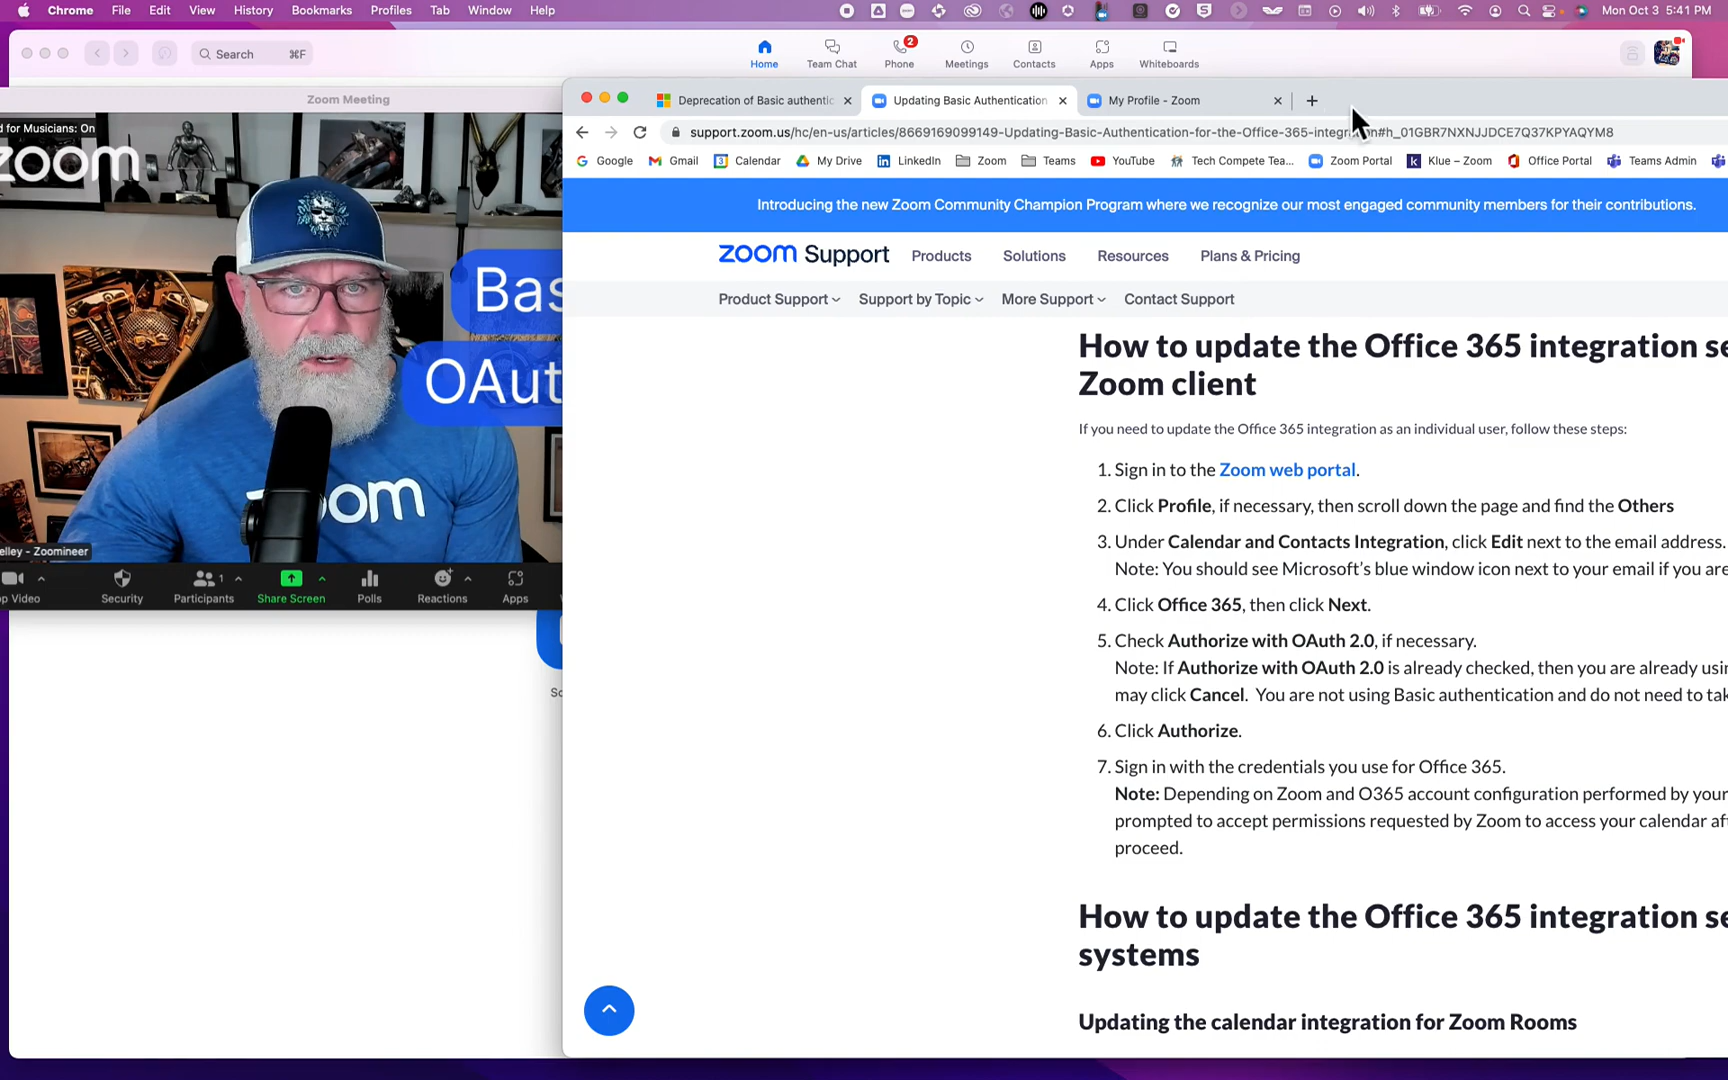 Chrome File Edit View History Bookmarks Profiles Tab Window Help Mon Oct 3 5:41 PM
Search ⌘F
Home Team Chat Phone Meetings Contacts Apps Whiteboards
2
Zoom Meeting
d for Musicians: On
zoom
Bas
OAut
zoom
elley - Zoomineer
op Video Security Participants 1 Share Screen Polls Reactions Apps
Deprecation of Basic authentic
Updating Basic Authentication
My Profile - Zoom
support.zoom.us/hc/en-us/articles/8669169099149-Updating-Basic-Authentication-for-the-Office-365-integ
n#h_01GBR7NXNJJDCE7Q37KPYAQYM8
Google Gmail Calendar My Drive LinkedIn Zoom Teams YouTube Tech Compete Tea... Zoom Portal Klue – Zoom Office Portal Teams Admin
Introducing the new Zoom Community Champion Program where we recognize our most engaged community members for their contributions.
zoom Support Products Solutions Resources Plans & Pricing
Product Support Support by Topic More Support Contact Support
How to update the Office 365 integration se
Zoom client
If you need to update the Office 365 integration as an individual user, follow these steps:
1. Sign in to the Zoom web portal.
2. Click Profile, if necessary, then scroll down the page and find the Others
3. Under Calendar and Contacts Integration, click Edit next to the email address.
Note: You should see Microsoft's blue window icon next to your email if you are
4. Click Office 365, then click Next.
5. Check Authorize with OAuth 2.0, if necessary.
Note: If Authorize with OAuth 2.0 is already checked, then you are already usi
may click Cancel. You are not using Basic authentication and do not need to tak
6. Click Authorize.
7. Sign in with the credentials you use for Office 365.
Note: Depending on Zoom and O365 account configuration performed by your
prompted to accept permissions requested by Zoom to access your calendar af
proceed.
How to update the Office 365 integration se
systems
Updating the calendar integration for Zoom Rooms